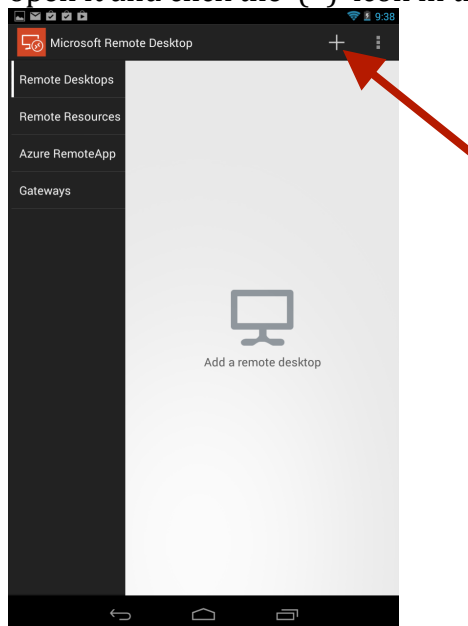 9:38
Microsoft Remote Desktop
Remote Desktops
Remote Resources
Azure RemoteApp
Gateways
Add a remote desktop